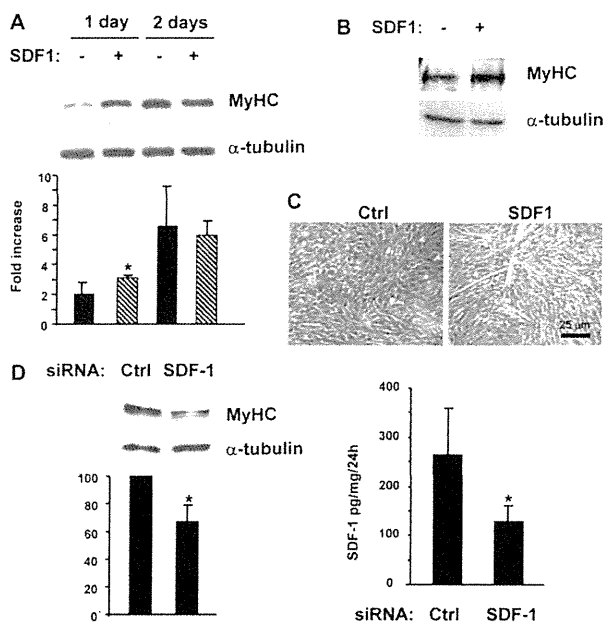 A
1 day 2 days
SDF1: - + - +
MyHC
α-tubulin
Fold increase
10
8
6
4
2
0
*
B
SDF1: - +
MyHC
α-tubulin
C
Ctrl SDF1
25 µm
D
siRNA: Ctrl SDF-1
MyHC
α-tubulin
100
80
60
40
20
0
*
SDF-1 pg/mg/24h
400
300
200
100
0
*
siRNA: Ctrl SDF-1